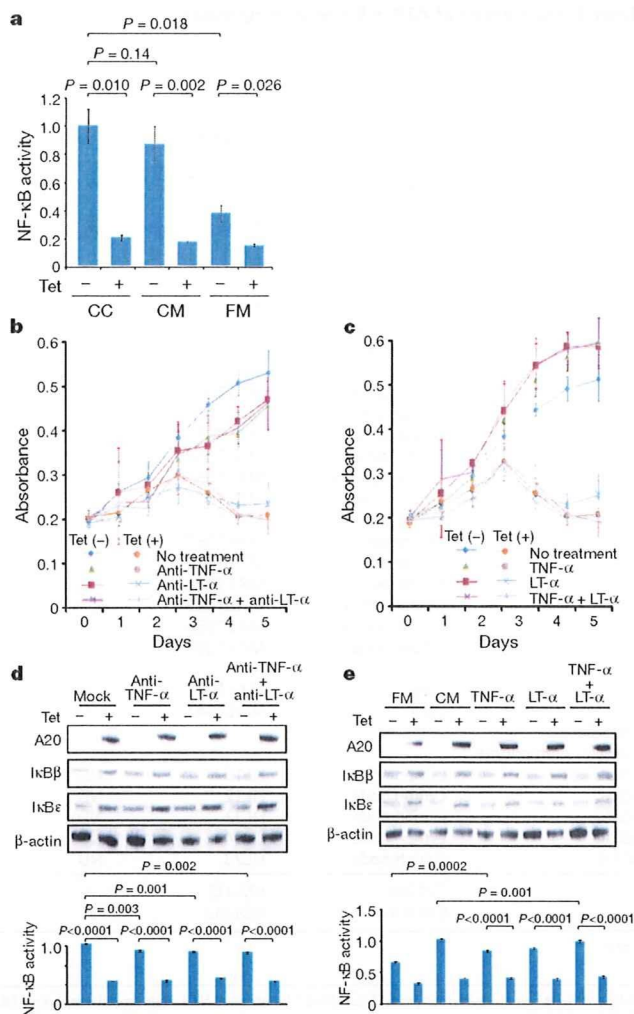 a
P = 0.018
P = 0.14
P = 0.010 P = 0.002 P = 0.026
NF-κB activity
1.2
1.0
0.8
0.6
0.4
0.2
0
Tet − + − + − +
CC CM FM
b
Absorbance
0.6
0.5
0.4
0.3
0.2
0.1
0
Tet (−) Tet (+)
No treatment
Anti-TNF-α
Anti-LT-α
Anti-TNF-α + anti-LT-α
0 1 2 3 4 5
Days
c
Absorbance
0.6
0.5
0.4
0.3
0.2
0.1
0
Tet (−) Tet (+)
No treatment
TNF-α
LT-α
TNF-α + LT-α
0 1 2 3 4 5
Days
d
Mock Anti-TNF-α Anti-LT-α Anti-TNF-α + anti-LT-α
Tet − + − + − + − +
A20
IκBβ
IκBε
β-actin
P = 0.002
P = 0.001
P = 0.003
P<0.0001 P<0.0001 P<0.0001 P<0.0001
NF-κB activity
1.0
0.5
0
e
FM CM TNF-α LT-α TNF-α + LT-α
Tet − + − + − + − + − +
A20
IκBβ
IκBε
β-actin
P = 0.0002
P = 0.001
P<0.0001 P<0.0001 P<0.0001
NF-κB activity
1.5
1.0
0.5
0